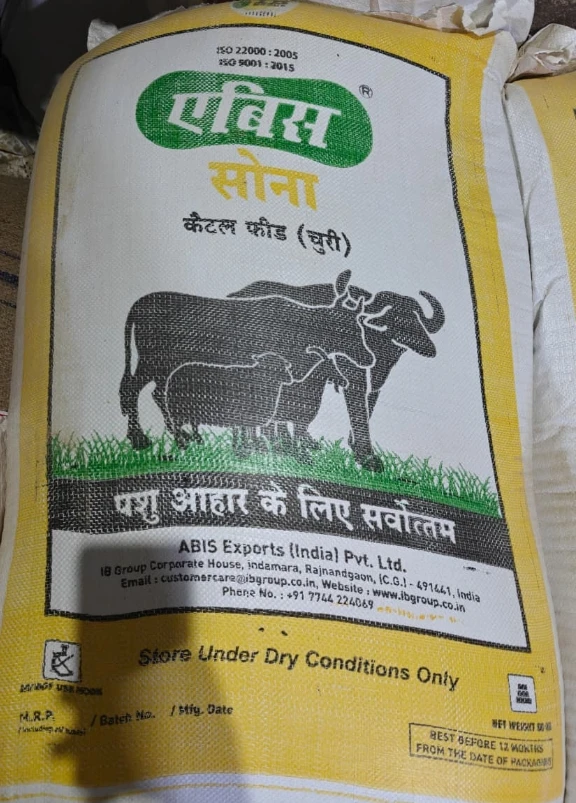 ISO 22000 : 2005
ISO 9001 : 2015
एबिस ®
सोना
कैटल फीड (चुरी)
पशु आहार के लिए सर्वोत्तम
ABIS Exports (India) Pvt. Ltd.
IB Group Corporate House, Indamara, Rajnandgaon, (C.G.) - 491441, India
Email : customercare@ibgroup.co.in, Website : www.ibgroup.co.in
Phone No. : +91 7744 224069
Store Under Dry Conditions Only
M.R.P. / Batch No. / Mfg. Date
NET WEIGHT
BEST BEFORE 12 MONTHS
FROM THE DATE OF PACKAGING